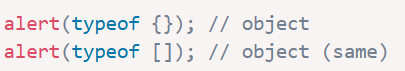 alert(typeof {}); // object
alert(typeof []); // object (same)